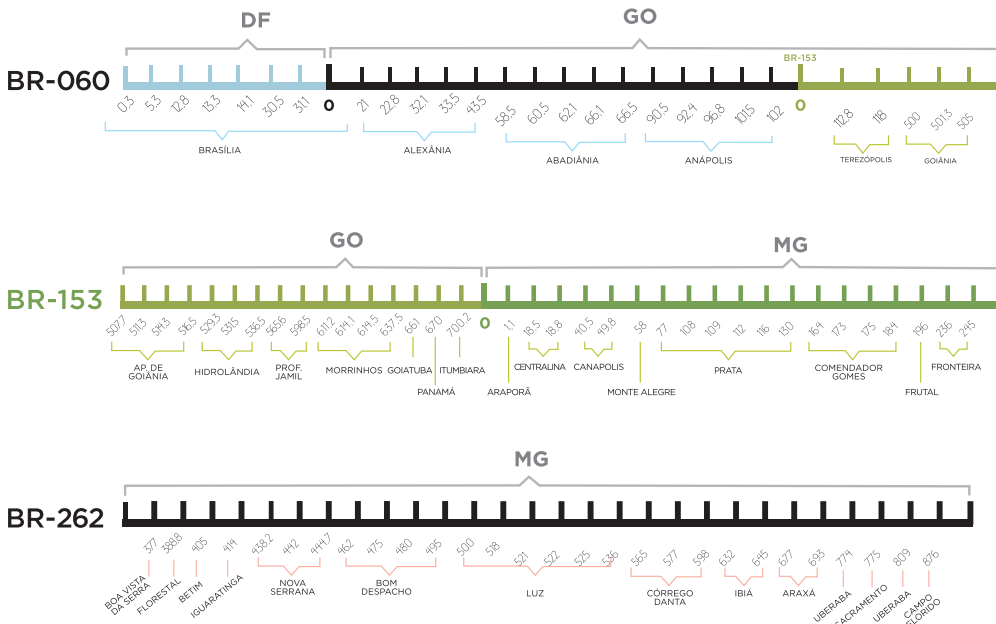 DF
GO
BR-060
BR-153
0.3 5.3 12.8 13.3 14.1 30.5 31.1 0 21 22.8 32.1 33.5 43.5 58.5 60.5 62.1 66.1 66.5 90.5 92.4 96.8 101.5 102 0 112.8 118 500 501.3 505
BRASÍLIA
ALEXÂNIA
ABADIÂNIA
ANÁPOLIS
TEREZÓPOLIS
GOIÂNIA
GO
MG
BR-153
507.7 511.3 514.3 516.5 529.3 531.5 536.5 565.6 598.5 611.2 614.1 614.5 637.5 661 670 700.2 0 1.1 18.5 18.8 40.5 49.8 58 77 108 109 112 116 130 164 173 175 184 196 236 245
AP. DE
GOIÂNIA
HIDROLÂNDIA
PROF.
JAMIL
MORRINHOS
GOIATUBA
PANAMÁ
ITUMBIARA
ARAPORÃ
CENTRALINA
CANAPOLIS
MONTE ALEGRE
PRATA
COMENDADOR
GOMES
FRUTAL
FRONTEIRA
MG
BR-262
377 388.8 405 414 438.2 442 444.7 462 475 480 495 500 518 521 522 525 536 565 577 598 632 645 677 693 774 775 809 876
BOA VISTA
DA SERRA
FLORESTAL
BETIM
IGUARATINGA
NOVA
SERRANA
BOM
DESPACHO
LUZ
CÓRREGO
DANTA
IBIÁ
ARAXÁ
UBERABA
SACRAMENTO
UBERABA
CAMPO
FLORIDO